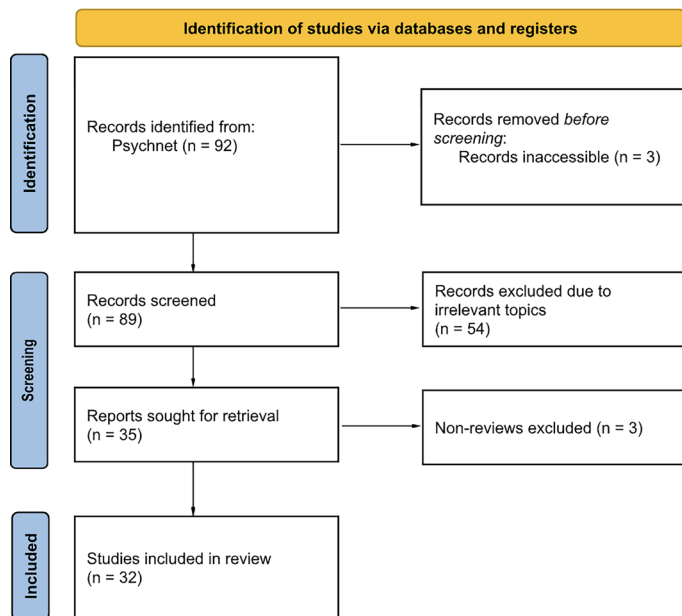 Identification of studies via databases and registers
Identification
Records identified from:
Psychnet (n = 92)
Records removed before
screening:
Records inaccessible (n = 3)
Screening
Records screened
(n = 89)
Records excluded due to
irrelevant topics
(n = 54)
Reports sought for retrieval
(n = 35)
Non-reviews excluded (n = 3)
Included
Studies included in review
(n = 32)